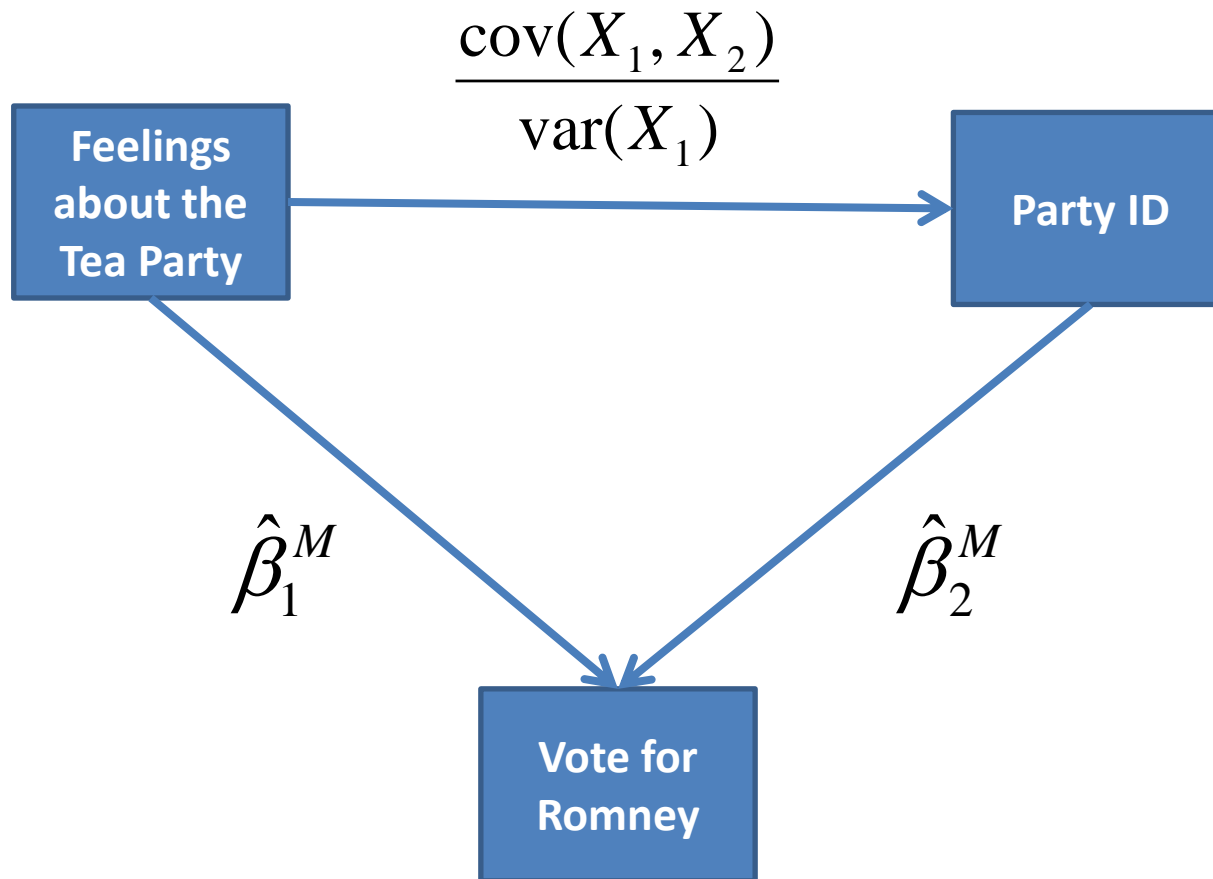 cov(X₁, X₂)
var(X₁)
Feelings
about the
Tea Party
Party ID
β̂₁ᴹ
β̂₂ᴹ
Vote for
Romney